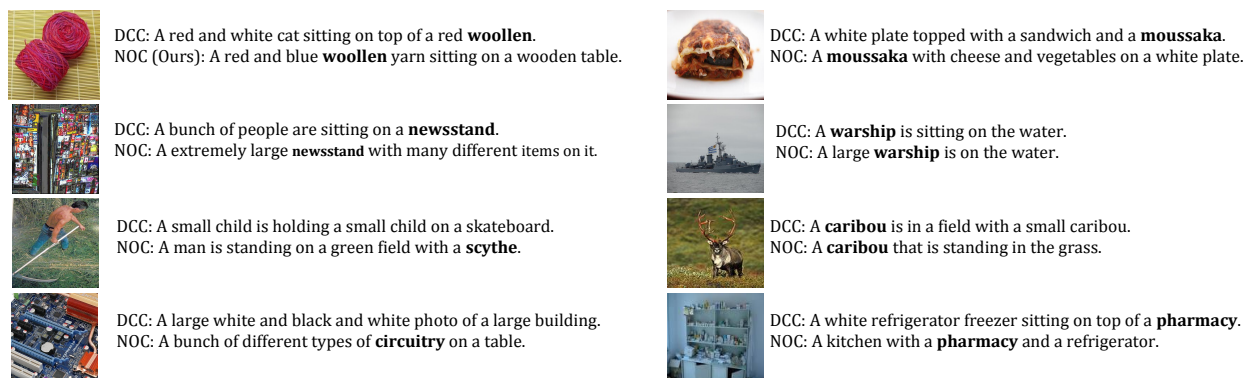 DCC: A red and white cat sitting on top of a red woollen.
NOC (Ours): A red and blue woollen yarn sitting on a wooden table.
DCC: A bunch of people are sitting on a newsstand.
NOC: A extremely large newsstand with many different items on it.
DCC: A small child is holding a small child on a skateboard.
NOC: A man is standing on a green field with a scythe.
DCC: A large white and black and white photo of a large building.
NOC: A bunch of different types of circuitry on a table.
DCC: A white plate topped with a sandwich and a moussaka.
NOC: A moussaka with cheese and vegetables on a white plate.
DCC: A warship is sitting on the water.
NOC: A large warship is on the water.
DCC: A caribou is in a field with a small caribou.
NOC: A caribou that is standing in the grass.
DCC: A white refrigerator freezer sitting on top of a pharmacy.
NOC: A kitchen with a pharmacy and a refrigerator.